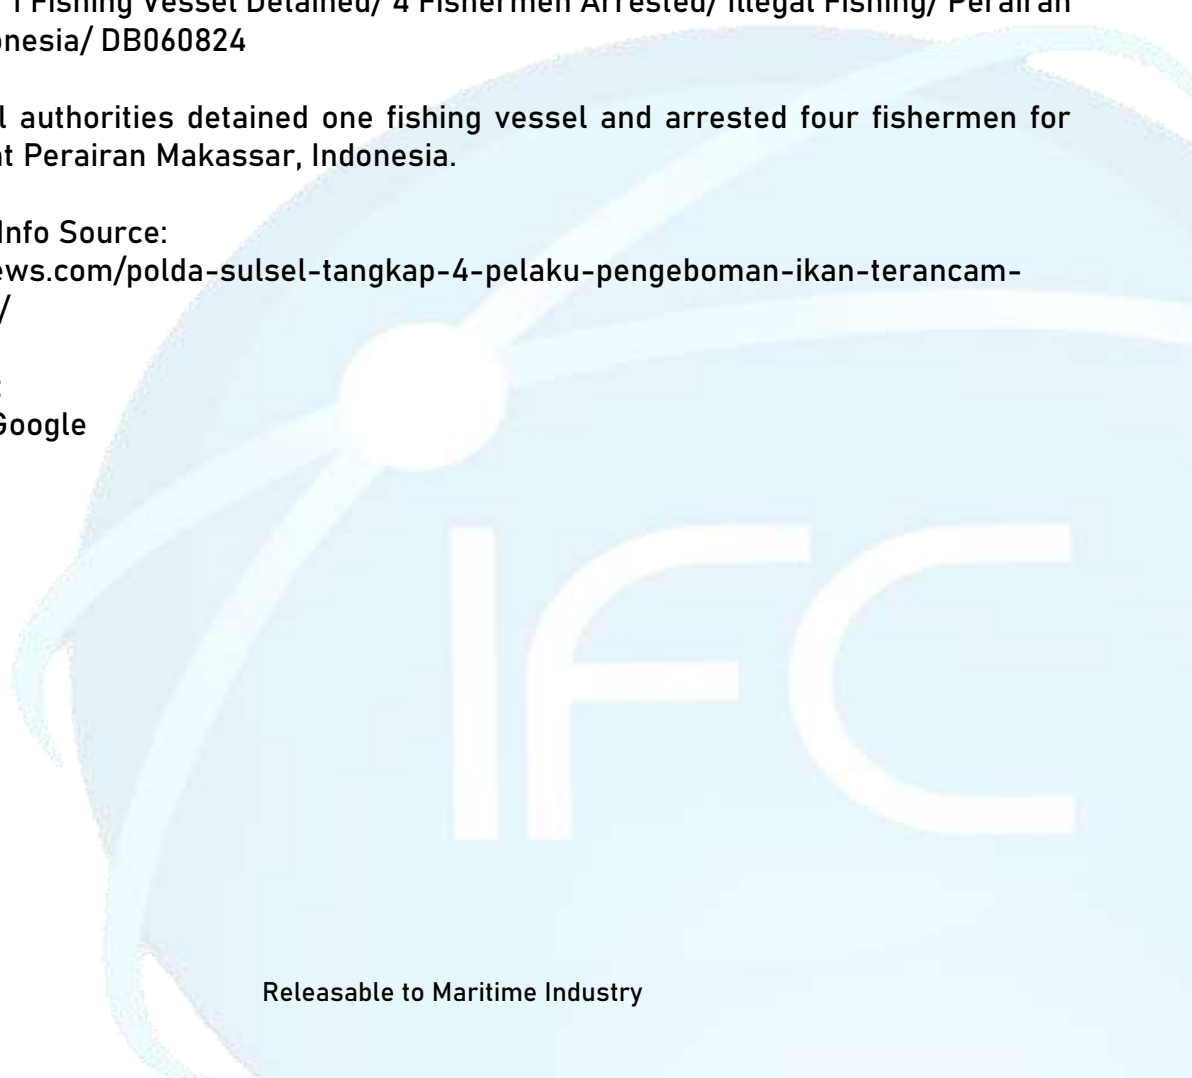 1 Fishing Vessel Detained/ 4 Fishermen Arrested/ Illegal Fishing/ Perairan
onesia/ DB060824
l authorities detained one fishing vessel and arrested four fishermen for
at Perairan Makassar, Indonesia.
Info Source:
ews.com/polda-sulsel-tangkap-4-pelaku-pengeboman-ikan-terancam-
/
:
Google
IFC
Releasable to Maritime Industry